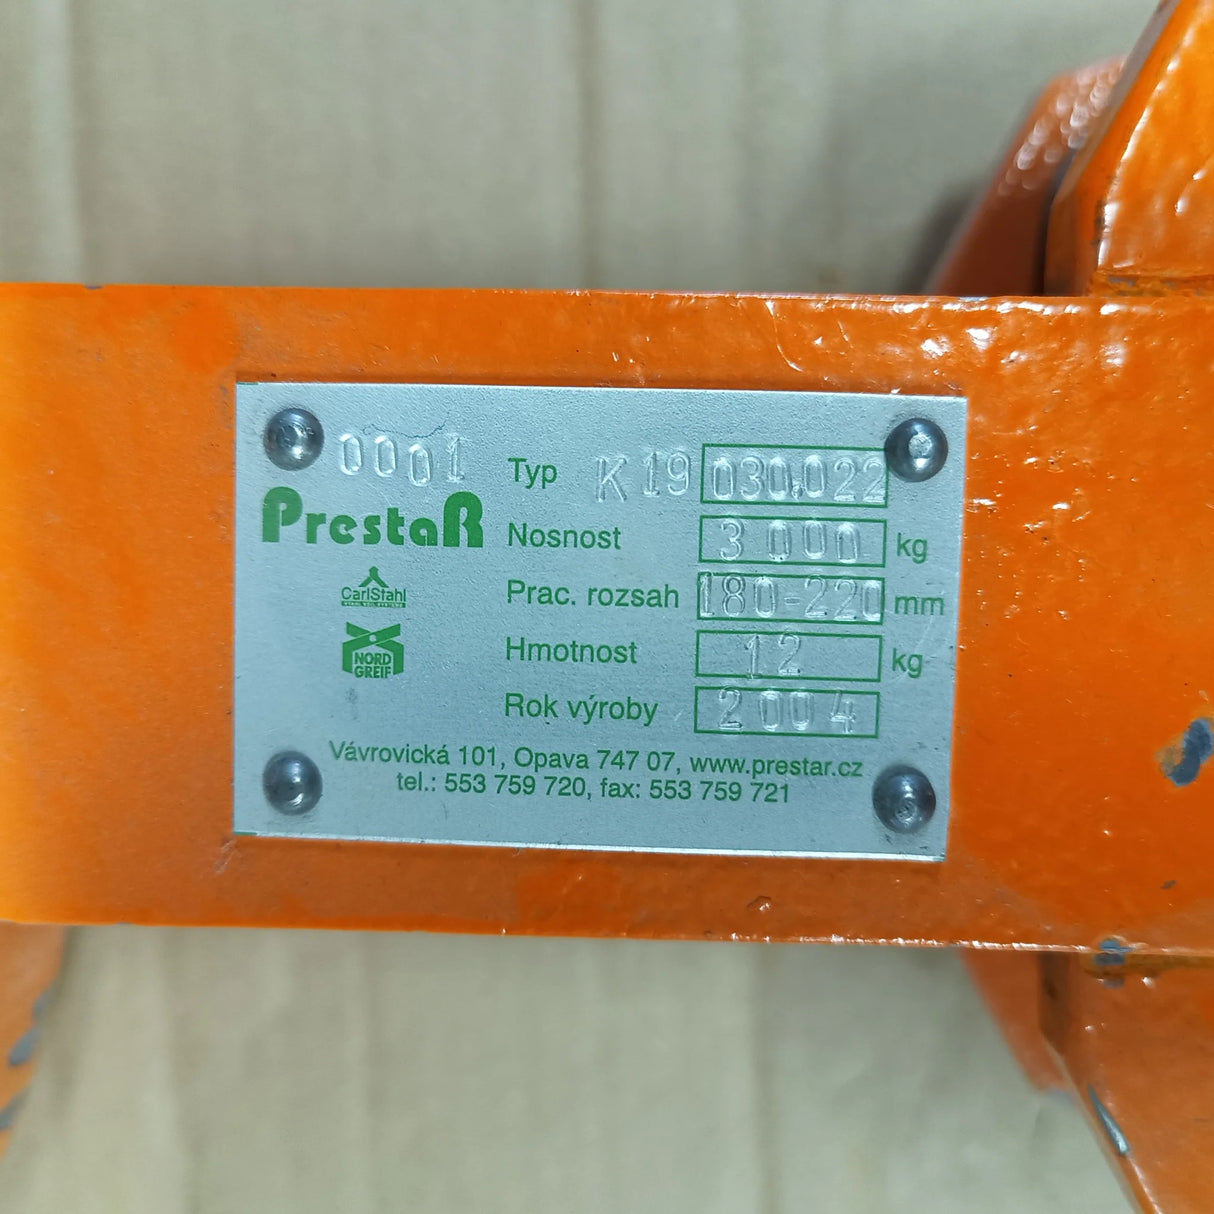 0001
Typ K19 030.022
PrestaR
Nosnost 3 000 kg
CarlStahl
Prac. rozsah 180-220 mm
NORD
GREIF
Hmotnost 12 kg
Rok výroby 2004
Vávrovická 101, Opava 747 07, www.prestar.cz
tel.: 553 759 720, fax: 553 759 721